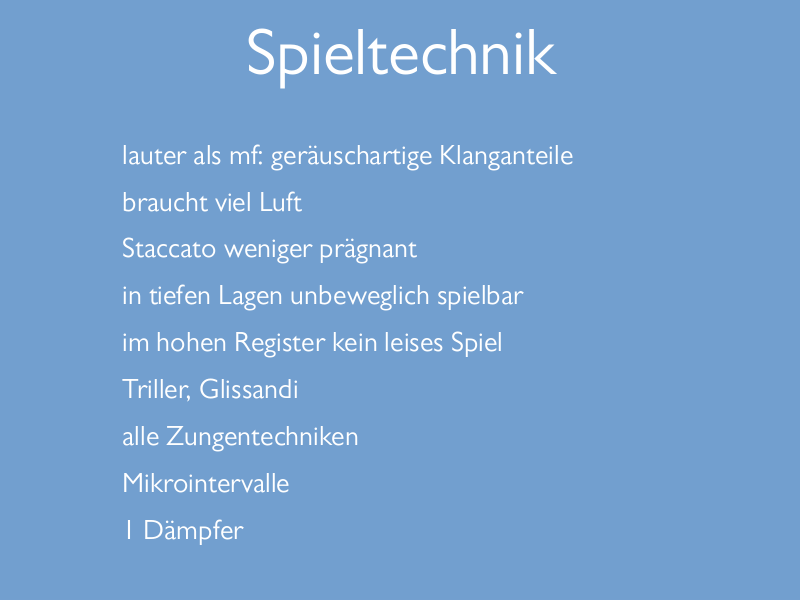 Spieltechnik
lauter als mf: geräuschartige Klanganteile
braucht viel Luft
Staccato weniger prägnant
in tiefen Lagen unbeweglich spielbar
im hohen Register kein leises Spiel
Triller, Glissandi
alle Zungentechniken
Mikrointervalle
1 Dämpfer